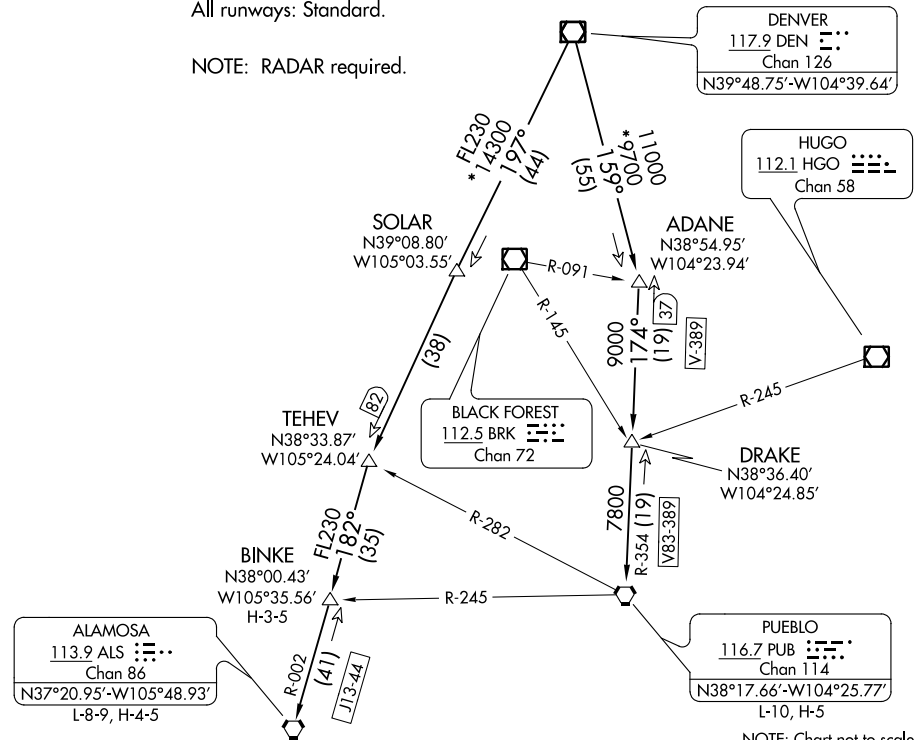 All runways: Standard.
NOTE: RADAR required.
DENVER
117.9 DEN
Chan 126
N39°48.75'-W104°39.64'
FL230
*14300
197°
(44)
11000
*9700
159°
(55)
HUGO
112.1 HGO
Chan 58
SOLAR
N39°08.80'
W105°03.55'
ADANE
N38°54.95'
W104°23.94'
R-091
R-145
37
9000
174°
(19)
V-389
(38)
R-245
82
BLACK FOREST
112.5 BRK
Chan 72
TEHEV
N38°33.87'
W105°24.04'
DRAKE
N38°36.40'
W104°24.85'
R-282
7800
R-354 (19)
V83-389
FL230
182°
(35)
BINKE
N38°00.43'
W105°35.56'
H-3-5
R-245
ALAMOSA
113.9 ALS
Chan 86
N37°20.95'-W105°48.93'
L-8-9, H-4-5
R-002
(41)
J13-44
PUEBLO
116.7 PUB
Chan 114
N38°17.66'-W104°25.77'
L-10, H-5
NOTE: Chart not to scale